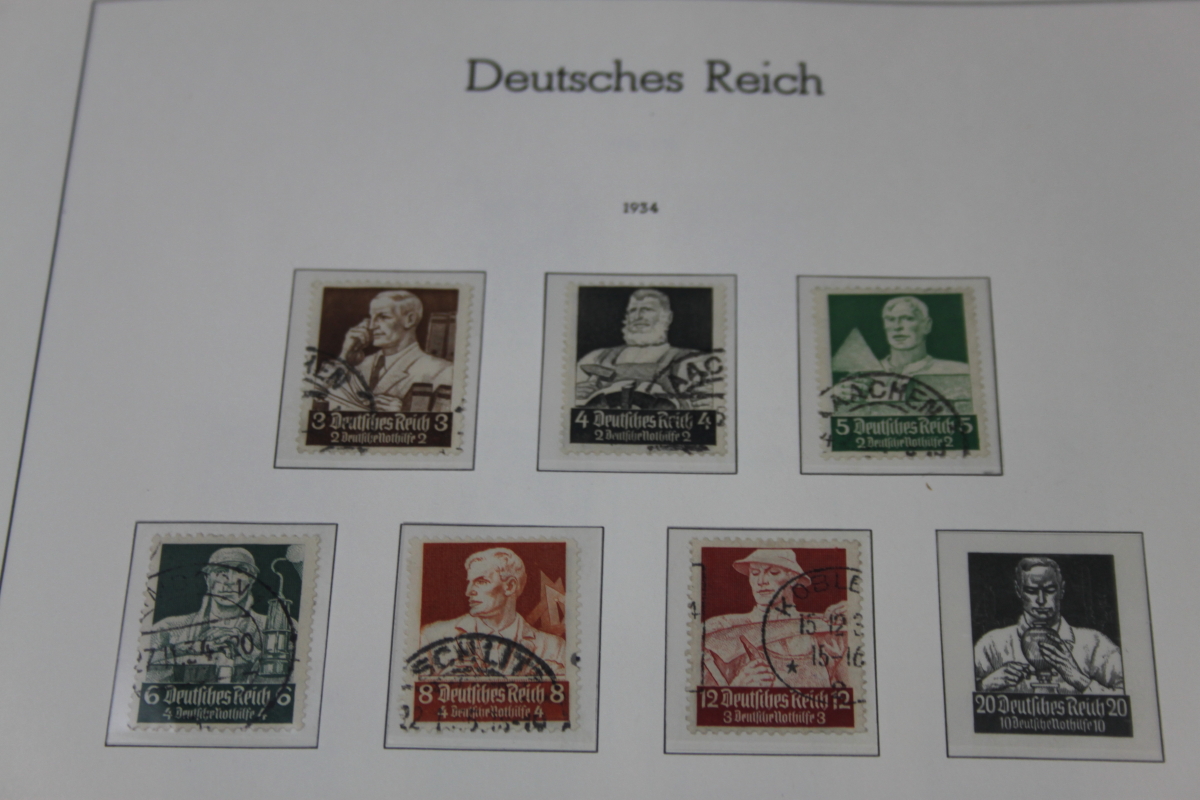 Deutsches Reich
1934
3 Deutsches Reich 3
2 Deutsche Nothilfe 2
4 Deutsches Reich 4
2 Deutsche Nothilfe 2
AACH
AACHEN
5 Deutsches Reich 5
2 Deutsche Nothilfe 2
6 Deutsches Reich 6
4 Deutsche Nothilfe 4
ECHLIT
8 Deutsches Reich 8
4 Deutsche Nothilfe 4
KOBLE
15-12
15-16
12 Deutsches Reich 12
3 Deutsche Nothilfe 3
20 Deutsches Reich 20
10 Deutsche Nothilfe 10